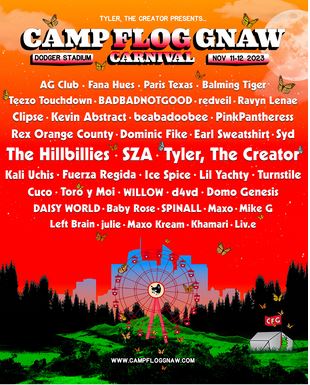 TYLER, THE CREATOR PRESENTS...
CAMP FLOG GNAW
DODGER STADIUM CARNIVAL NOV 11-12 2023
AG Club · Fana Hues · Paris Texas · Balming Tiger
Teezo Touchdown · BADBADNOTGOOD · redveil · Ravyn Lenae
Clipse · Kevin Abstract · beabadoobee · PinkPantheress
Rex Orange County · Dominic Fike · Earl Sweatshirt · Syd
The Hillbillies · SZA · Tyler, The Creator
Kali Uchis · Fuerza Regida · Ice Spice · Lil Yachty · Turnstile
Cuco · Toro y Moi · WILLOW · d4vd · Domo Genesis
DAISY WORLD · Baby Rose · SPINALL · Maxo · Mike G
Left Brain · julie · Maxo Kream · Khamari · Liv.e
CFG
WWW.CAMPFLOGGNAW.COM